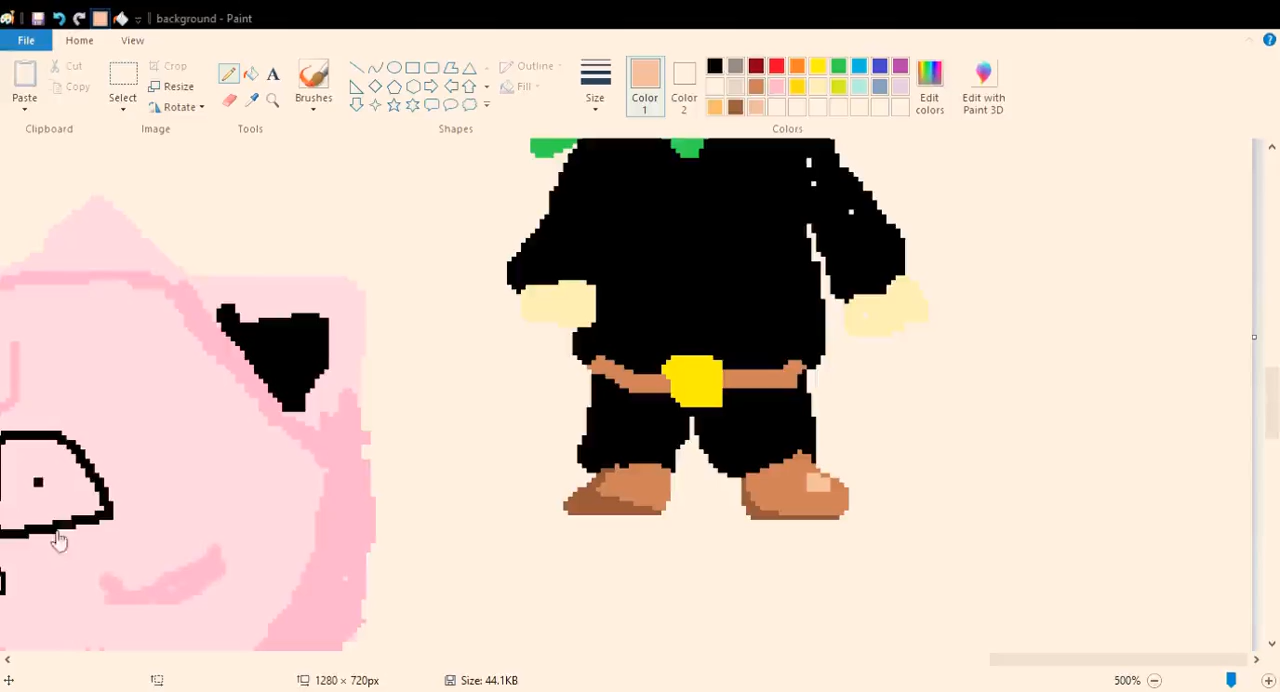 background - Paint
File Home View
Paste
Cut
Copy
Clipboard
Select
Crop
Resize
Rotate
Image
A
Tools
Brushes
Outline
Fill
Shapes
Size
Color
1
Color
2
Edit
colors
Colors
Edit with
Paint 3D
1280 × 720px
Size: 44.1KB
500%